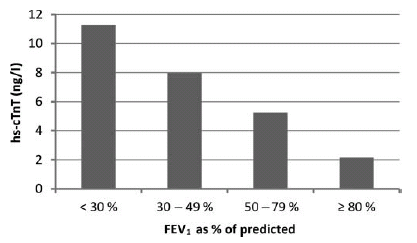 hs-cTnT (ng/l)
12
10
8
6
4
2
0
< 30 % 30 – 49 % 50 – 79 % ≥ 80 %
FEV₁ as % of predicted